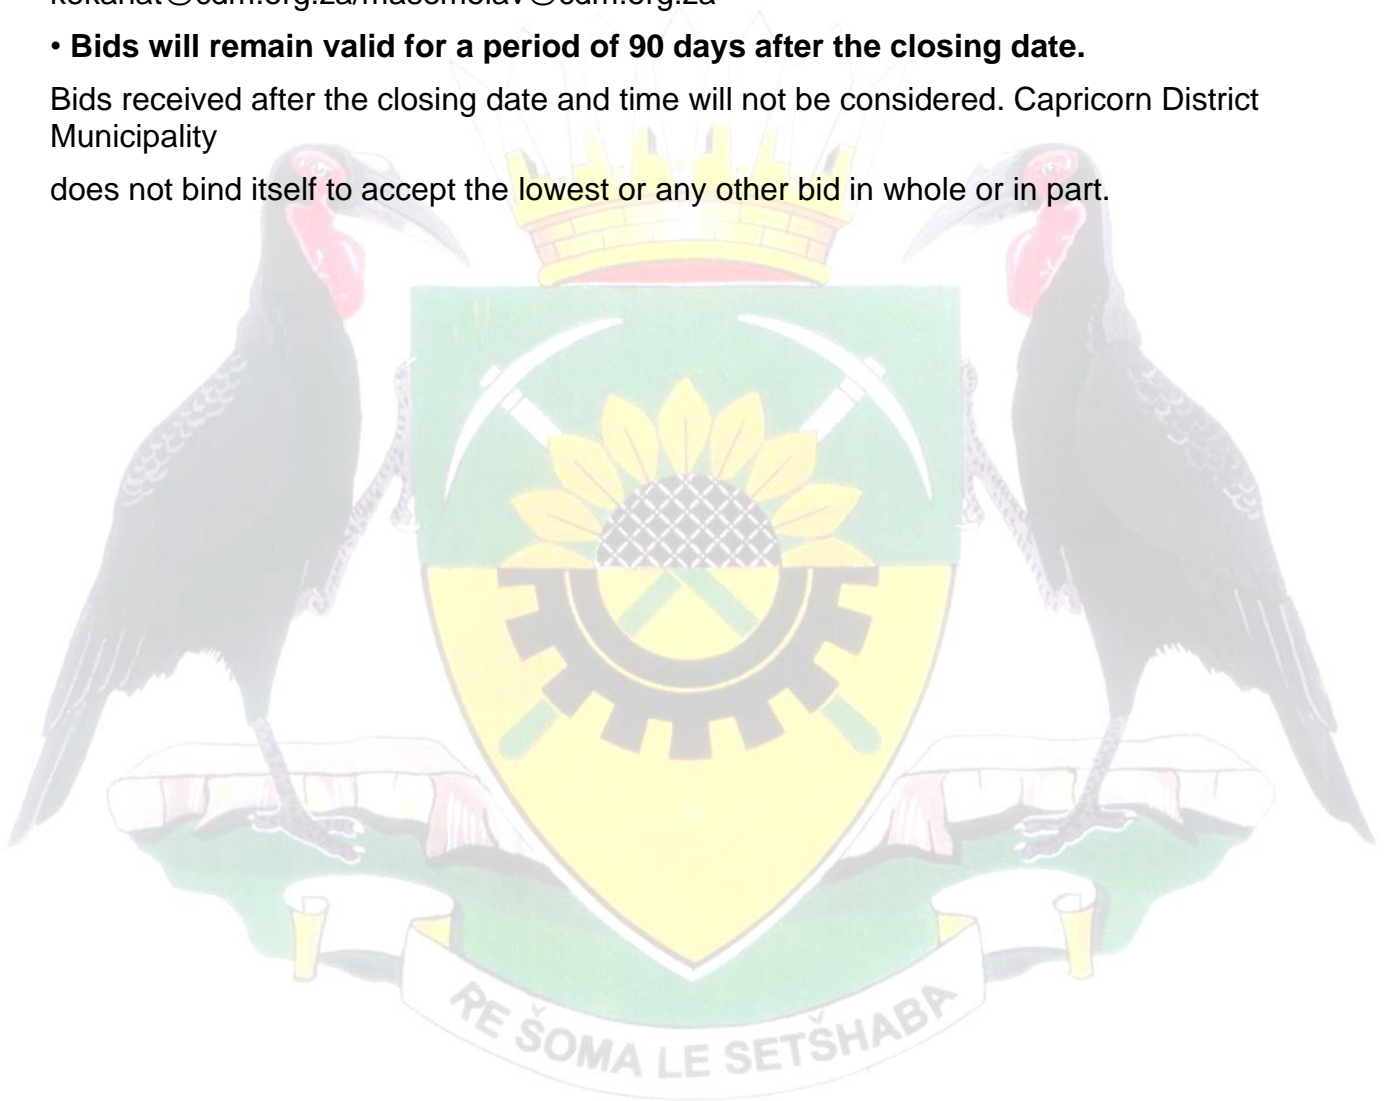 • Bids will remain valid for a period of 90 days after the closing date.
Bids received after the closing date and time will not be considered. Capricorn District
Municipality
does not bind itself to accept the lowest or any other bid in whole or in part.
RE ŠOMA LE SETŠHABA